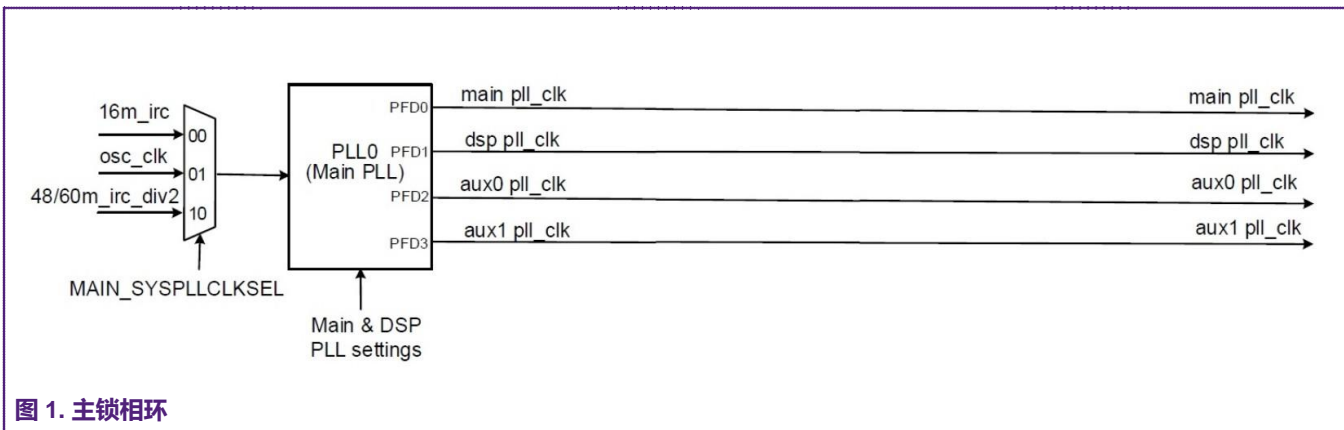 16m_irc
00
osc_clk
01
48/60m_irc_div2
10
MAIN_SYSPLLCLKSEL
PLL0
(Main PLL)
PFD0
PFD1
PFD2
PFD3
Main & DSP
PLL settings
main pll_clk
main pll_clk
dsp pll_clk
dsp pll_clk
aux0 pll_clk
aux0 pll_clk
aux1 pll_clk
aux1 pll_clk
图 1. 主锁相环